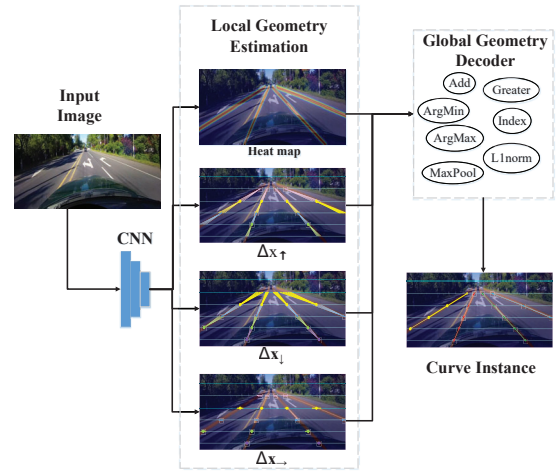 Local Geometry
Estimation
Global Geometry
Decoder
Add
Greater
ArgMin
Index
ArgMax
L1norm
MaxPool
Input
Image
Heat map
CNN
Δx↑
Δx↓
Δx→
Curve Instance